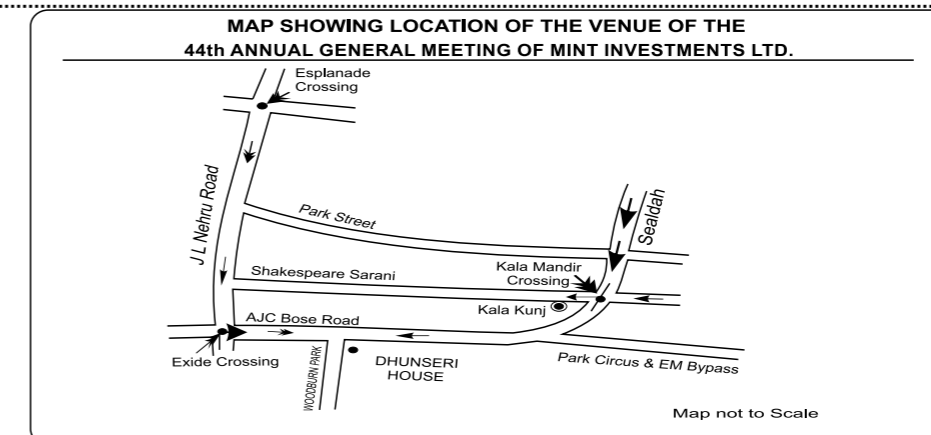 MAP SHOWING LOCATION OF THE VENUE OF THE
44th ANNUAL GENERAL MEETING OF MINT INVESTMENTS LTD.
Esplanade
Crossing
J L Nehru Road
Park Street
Sealdah
Shakespeare Sarani
Kala Mandir
Crossing
Kala Kunj
AJC Bose Road
Exide Crossing
WOODBURN PARK
DHUNSERI
HOUSE
Park Circus & EM Bypass
Map not to Scale